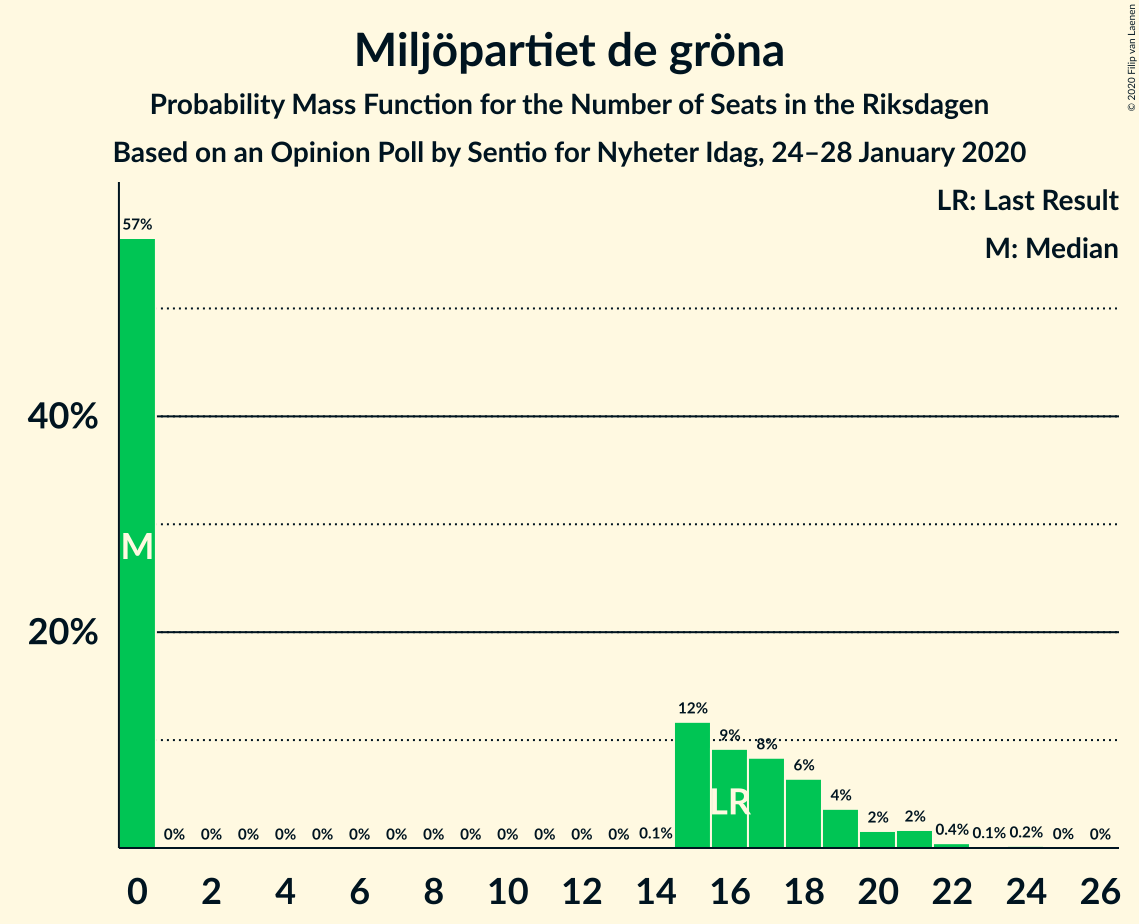 Miljöpartiet de gröna
Probability Mass Function for the Number of Seats in the Riksdagen
Based on an Opinion Poll by Sentio for Nyheter Idag, 24–28 January 2020
© 2020 Filip van Laenen
LR: Last Result
M: Median
57%
40%
M
20%
12%
9%
8%
LR
6%
4%
0% 0% 0% 0% 0% 0% 0% 0% 0% 0% 0% 0% 0% 0.1% 2% 2% 0.4% 0.1% 0.2% 0% 0%
0 2 4 6 8 10 12 14 16 18 20 22 24 26